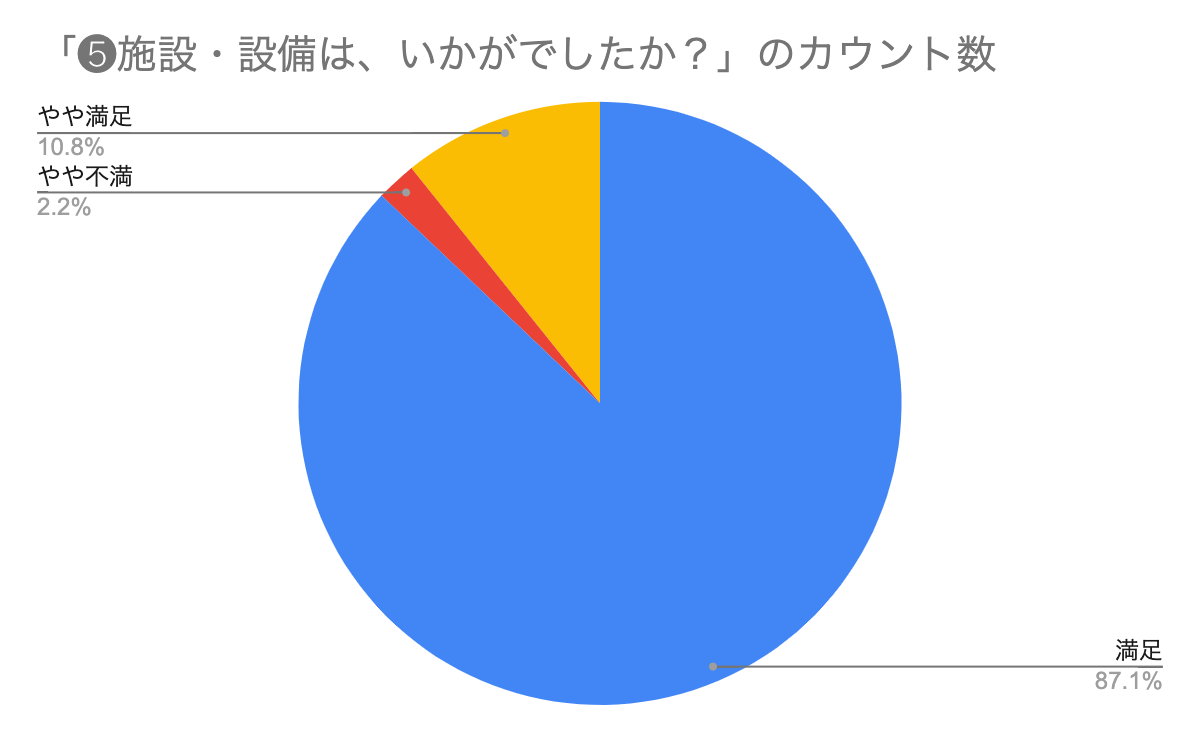 「❺施設・設備は、いかがでしたか？」のカウント数
やや満足
10.8%
やや不満
2.2%
満足
87.1%